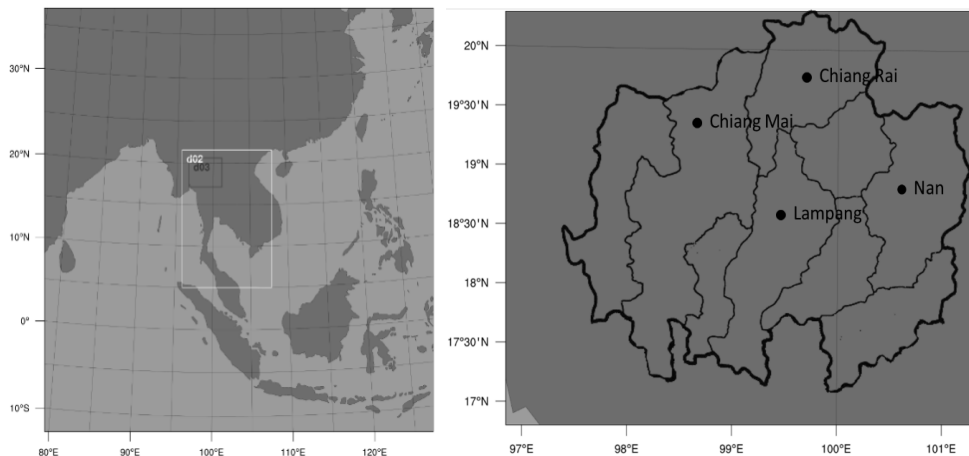 30°N
20°N
10°N
0°
10°S
80°E
90°E
100°E
110°E
120°E
d02
d03
20°N
19°30'N
19°N
18°30'N
18°N
17°30'N
17°N
97°E
98°E
99°E
100°E
101°E
Chiang Rai
Chiang Mai
Nan
Lampang